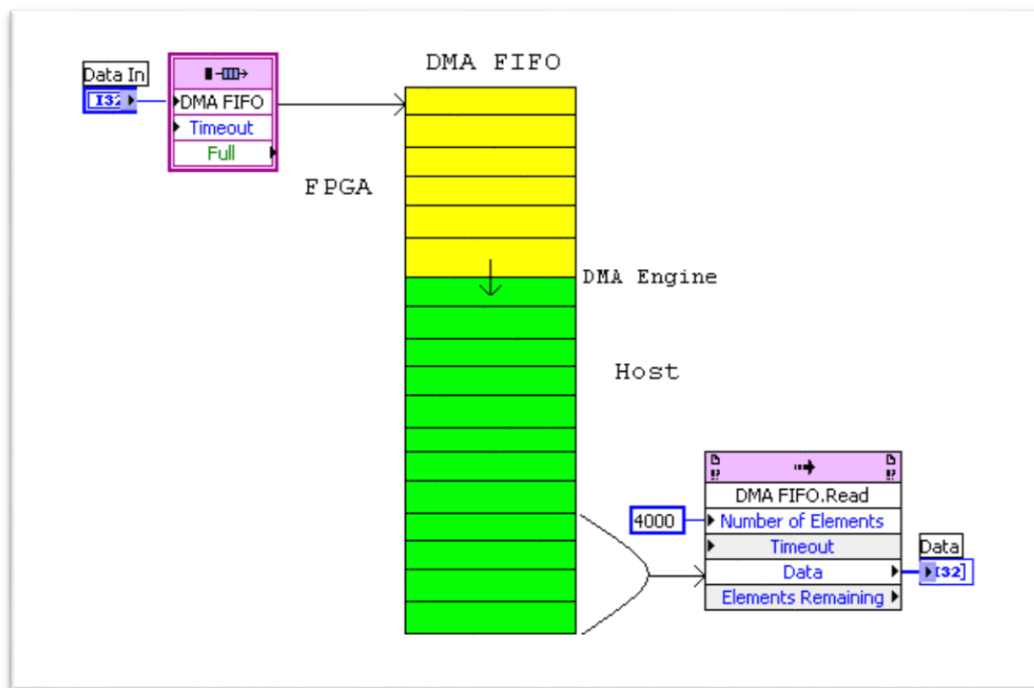 DMA FIFO
Data In
I32
DMA FIFO
Timeout
Full
FPGA
DMA Engine
Host
DMA FIFO.Read
4000
Number of Elements
Timeout
Data
Data
[32]
Elements Remaining